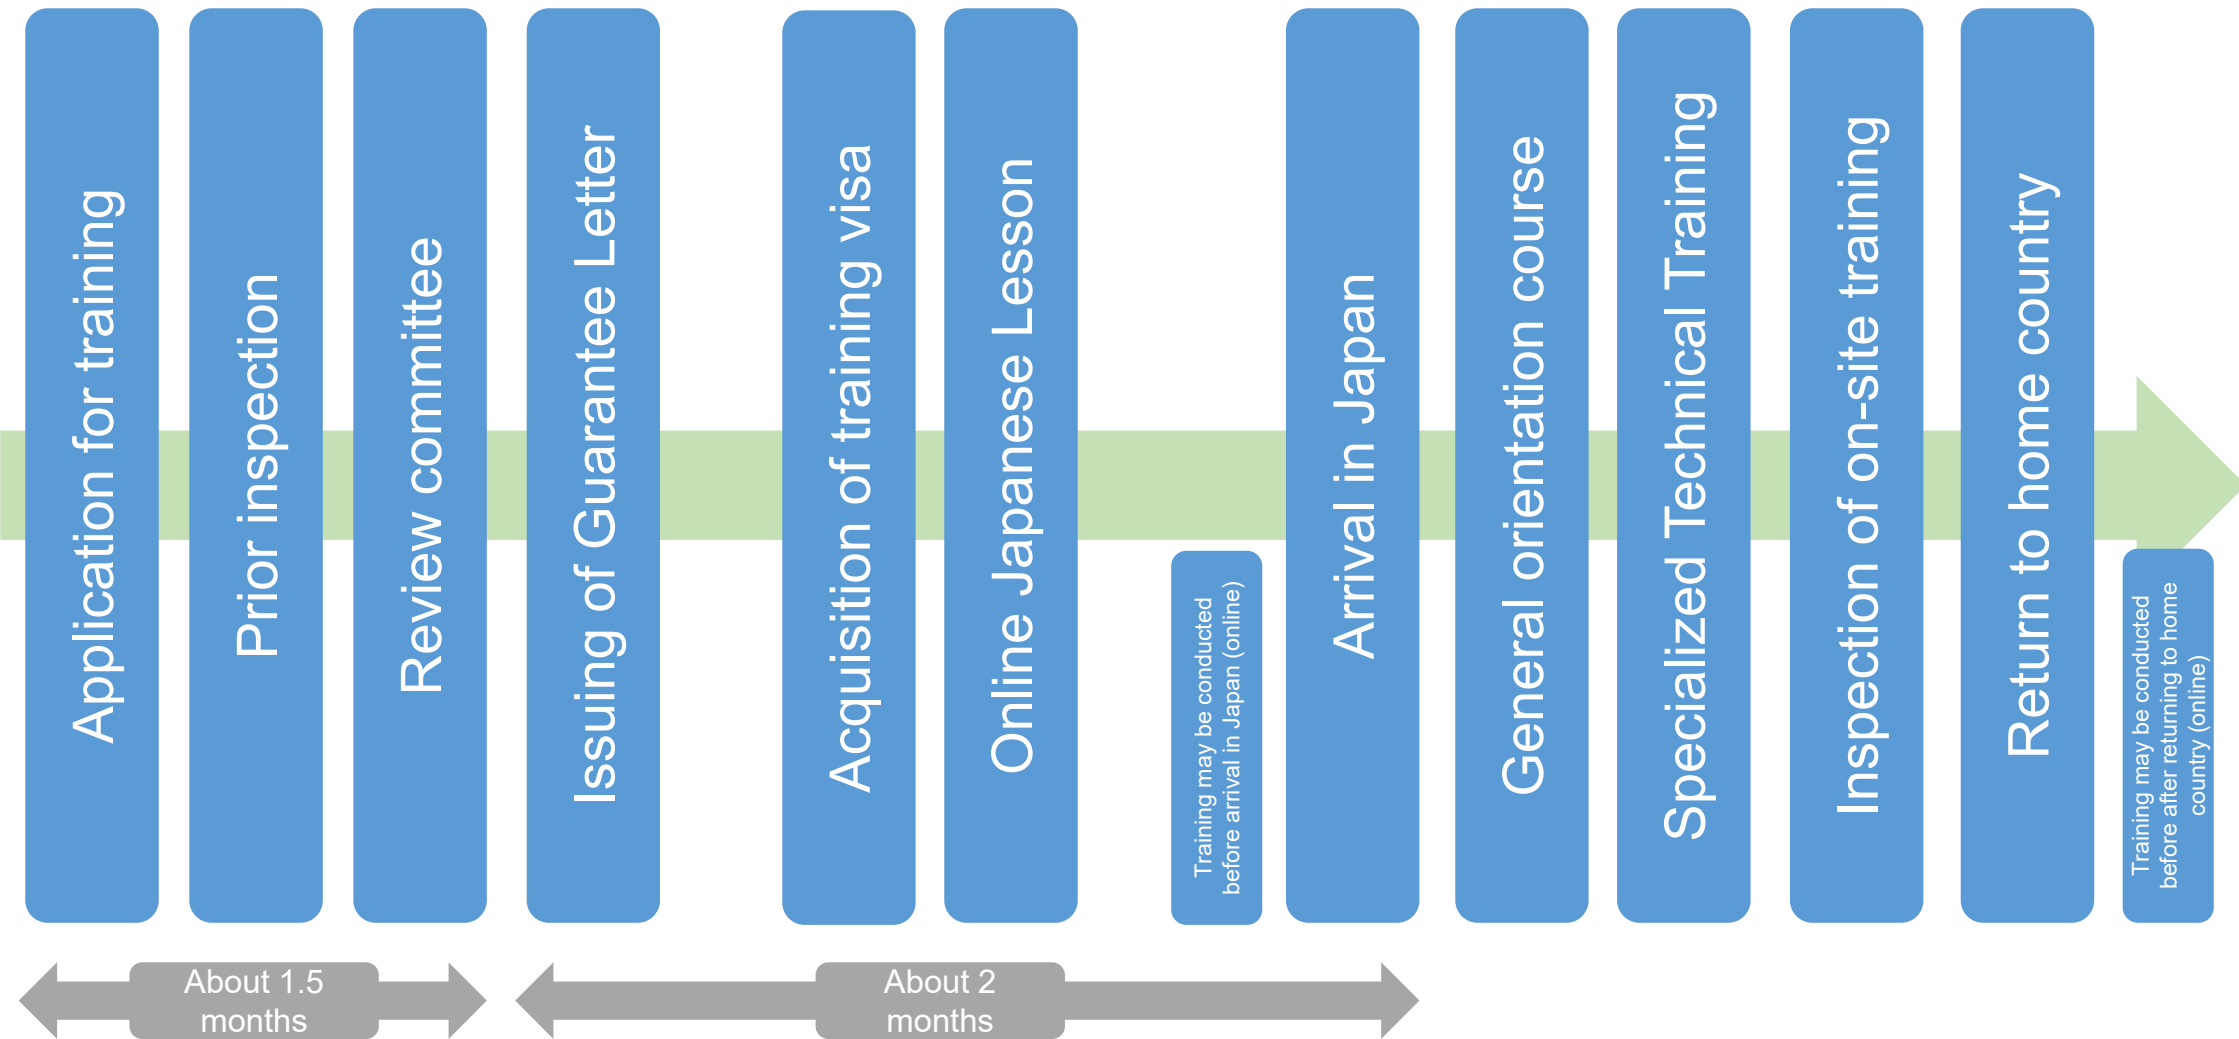 Application for training
Prior inspection
Review committee
Issuing of Guarantee Letter
Acquisition of training visa
Online Japanese Lesson
Training may be conducted
before arrival in Japan (online)
Arrival in Japan
General orientation course
Specialized Technical Training
Inspection of on-site training
Return to home country
Training may be conducted
before after returning to home
country (online)
About 1.5
months
About 2
months